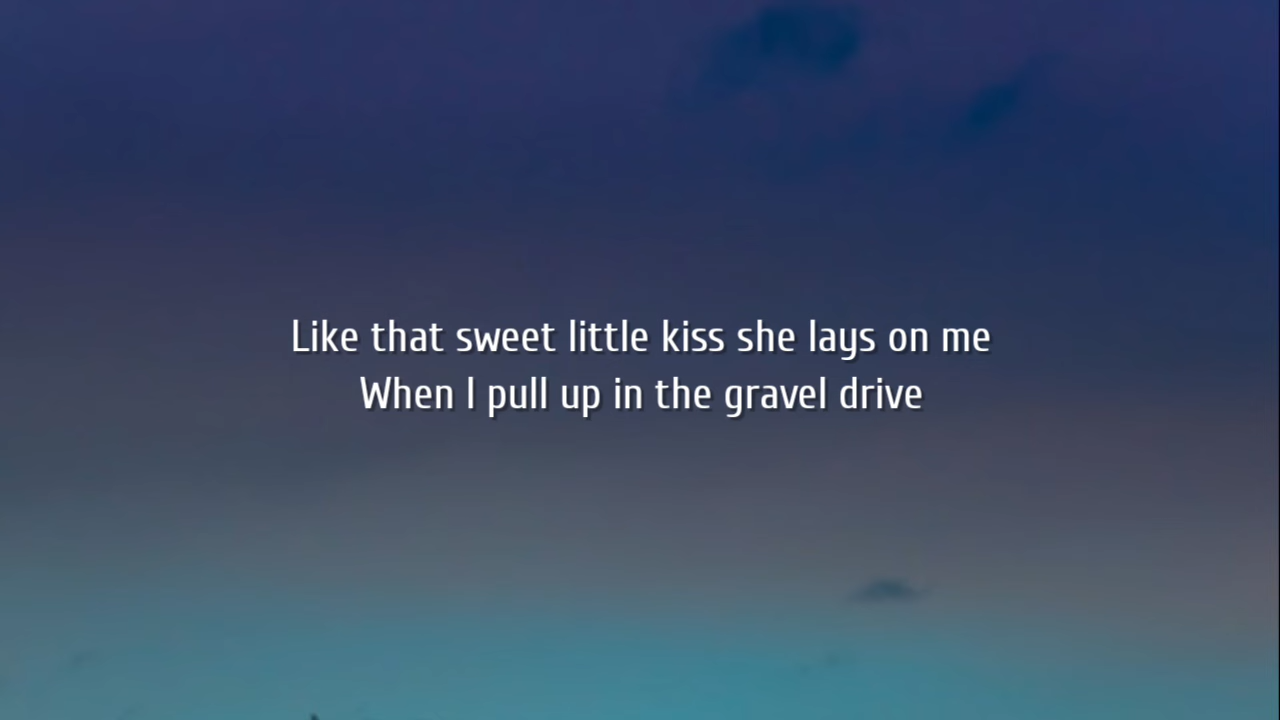 Like that sweet little kiss she lays on me
When I pull up in the gravel drive